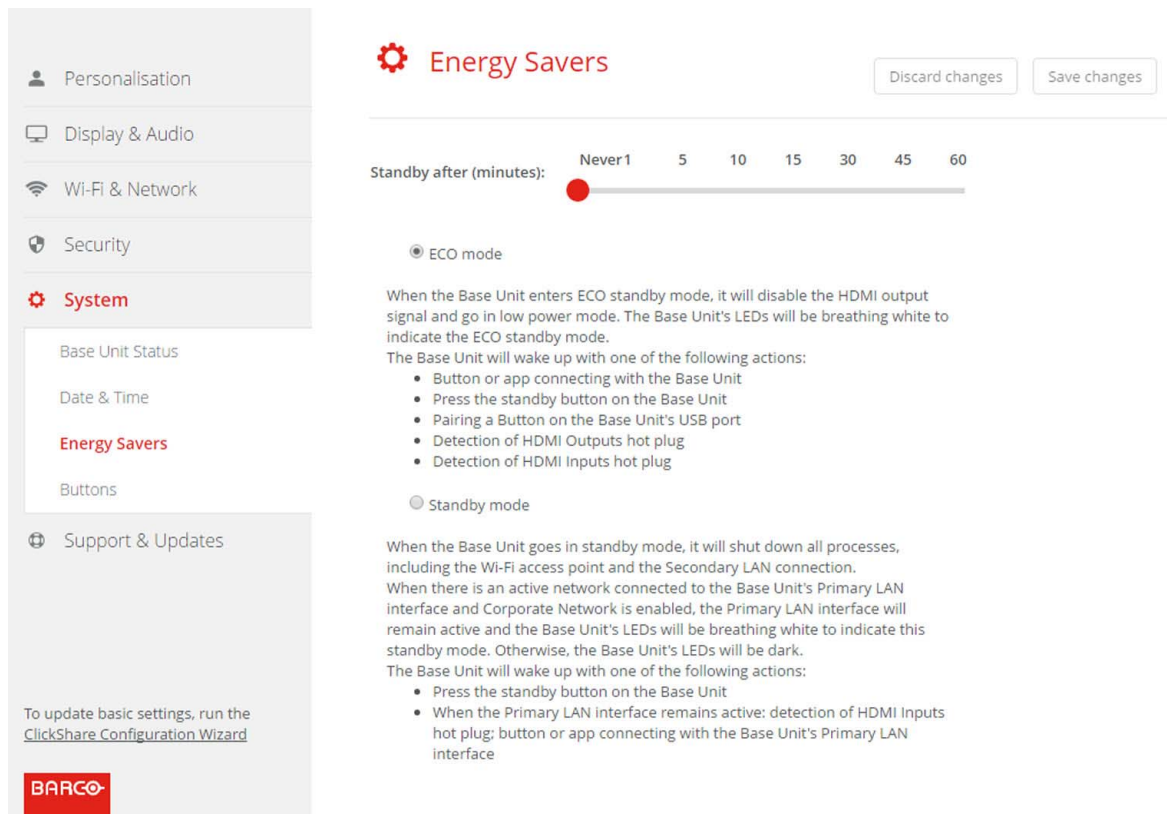 Personalisation
Display & Audio
Wi-Fi & Network
Security
System
Base Unit Status
Date & Time
Energy Savers
Buttons
Support & Updates
To update basic settings, run the
ClickShare Configuration Wizard
BARCO
Energy Savers
Discard changes
Save changes
Standby after (minutes):
Never 1 5 10 15 30 45 60
ECO mode
When the Base Unit enters ECO standby mode, it will disable the HDMI output
signal and go in low power mode. The Base Unit's LEDs will be breathing white to
indicate the ECO standby mode.
The Base Unit will wake up with one of the following actions:
• Button or app connecting with the Base Unit
• Press the standby button on the Base Unit
• Pairing a Button on the Base Unit's USB port
• Detection of HDMI Outputs hot plug
• Detection of HDMI Inputs hot plug
Standby mode
When the Base Unit goes in standby mode, it will shut down all processes,
including the Wi-Fi access point and the Secondary LAN connection.
When there is an active network connected to the Base Unit's Primary LAN
interface and Corporate Network is enabled, the Primary LAN interface will
remain active and the Base Unit's LEDs will be breathing white to indicate this
standby mode. Otherwise, the Base Unit's LEDs will be dark.
The Base Unit will wake up with one of the following actions:
• Press the standby button on the Base Unit
• When the Primary LAN interface remains active: detection of HDMI Inputs
hot plug; button or app connecting with the Base Unit's Primary LAN
interface